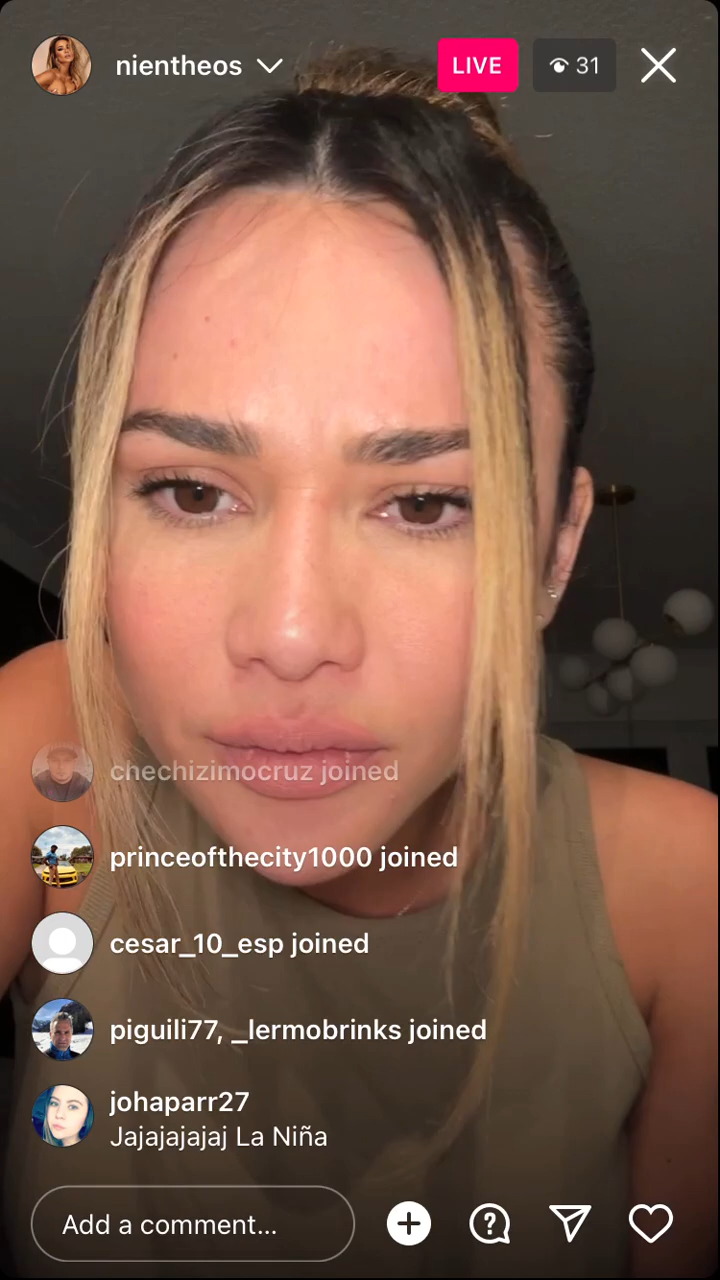 nientheos
LIVE
31
chechizimocruz joined
princeofthecity1000 joined
cesar_10_esp joined
piguili77, _lermobrinks joined
johaparr27
Jajajajajaj La Niña
Add a comment...